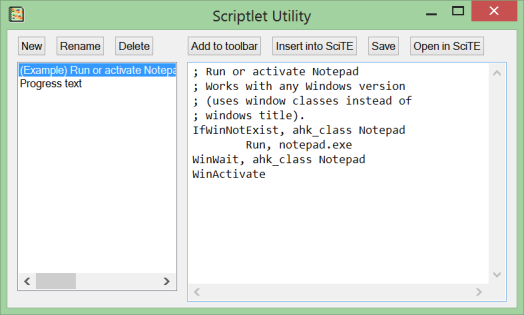 Scriptlet Utility
New Rename Delete Add to toolbar Insert into SciTE Save Open in SciTE
(Example) Run or activate Notepa
Progress text
; Run or activate Notepad
; Works with any Windows version
; (uses window classes instead of
; windows title).
IfWinNotExist, ahk_class Notepad
        Run, notepad.exe
WinWait, ahk_class Notepad
WinActivate